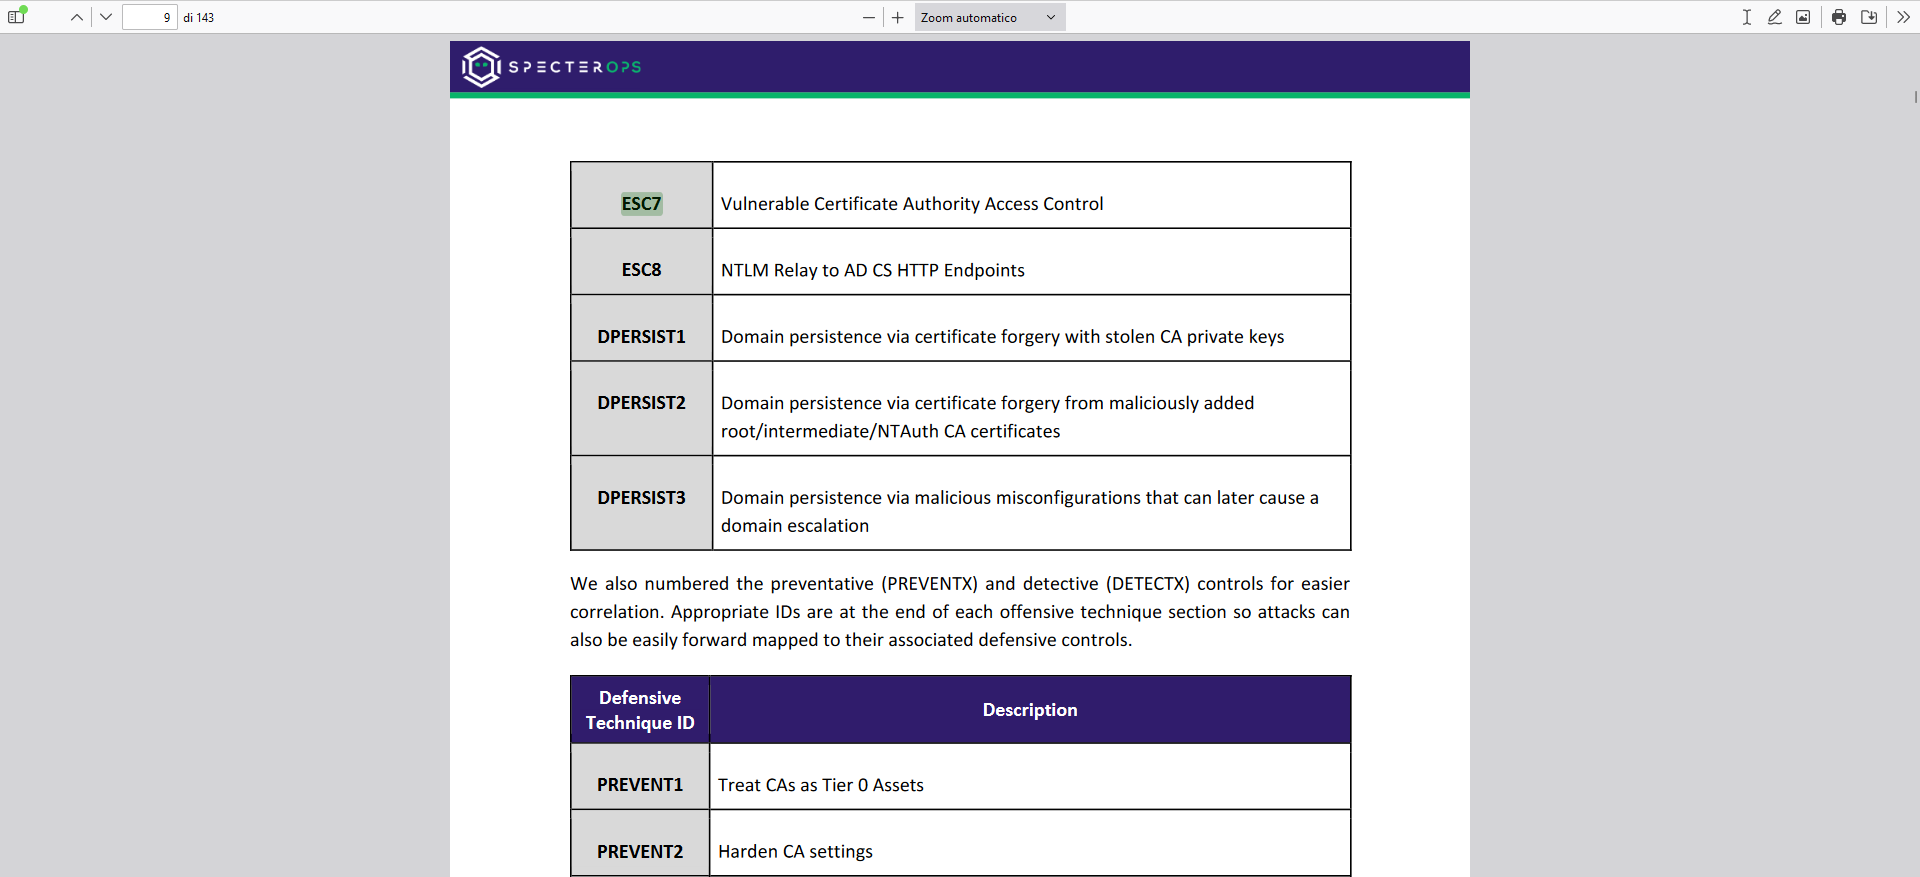 9 di 143
Zoom automatico
SPECTEROPS
ESC7 Vulnerable Certificate Authority Access Control
ESC8 NTLM Relay to AD CS HTTP Endpoints
DPERSIST1 Domain persistence via certificate forgery with stolen CA private keys
DPERSIST2 Domain persistence via certificate forgery from maliciously added
root/intermediate/NTAuth CA certificates
DPERSIST3 Domain persistence via malicious misconfigurations that can later cause a
domain escalation
We also numbered the preventative (PREVENTX) and detective (DETECTX) controls for easier
correlation. Appropriate IDs are at the end of each offensive technique section so attacks can
also be easily forward mapped to their associated defensive controls.
Defensive
Technique ID
Description
PREVENT1 Treat CAs as Tier 0 Assets
PREVENT2 Harden CA settings